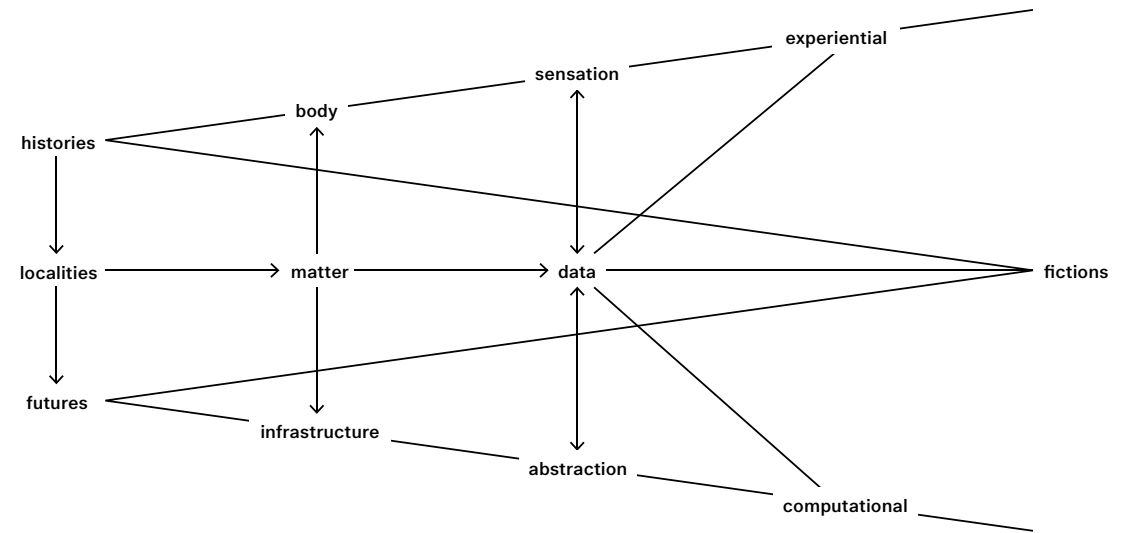 experiential
sensation
body
histories
localities
matter
data
fictions
futures
infrastructure
abstraction
computational